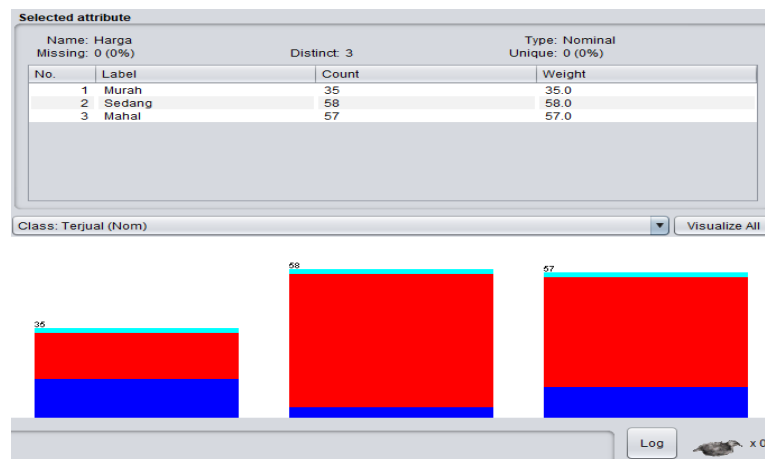 Selected attribute
Name: Harga Type: Nominal
Missing: 0 (0%) Distinct: 3 Unique: 0 (0%)
No. Label Count Weight
1 Murah 35 35.0
2 Sedang 58 58.0
3 Mahal 57 57.0
Class: Terjual (Nom) Visualize All
35 58 57
Log x 0